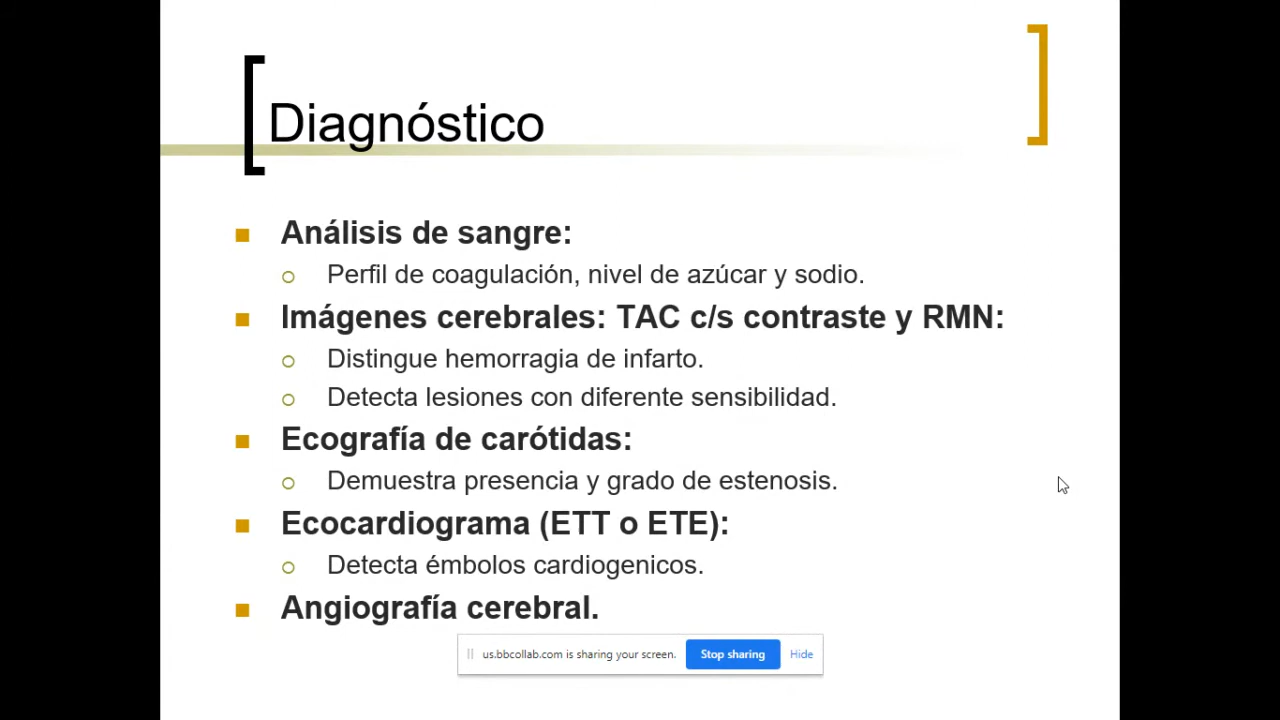 Diagnóstico
Análisis de sangre:
Perfil de coagulación, nivel de azúcar y sodio.
Imágenes cerebrales: TAC c/s contraste y RMN:
Distingue hemorragia de infarto.
Detecta lesiones con diferente sensibilidad.
Ecografía de carótidas:
Demuestra presencia y grado de estenosis.
Ecocardiograma (ETT o ETE):
Detecta émbolos cardiogenicos.
Angiografía cerebral.
us.bbcollab.com is sharing your screen. Stop sharing Hide